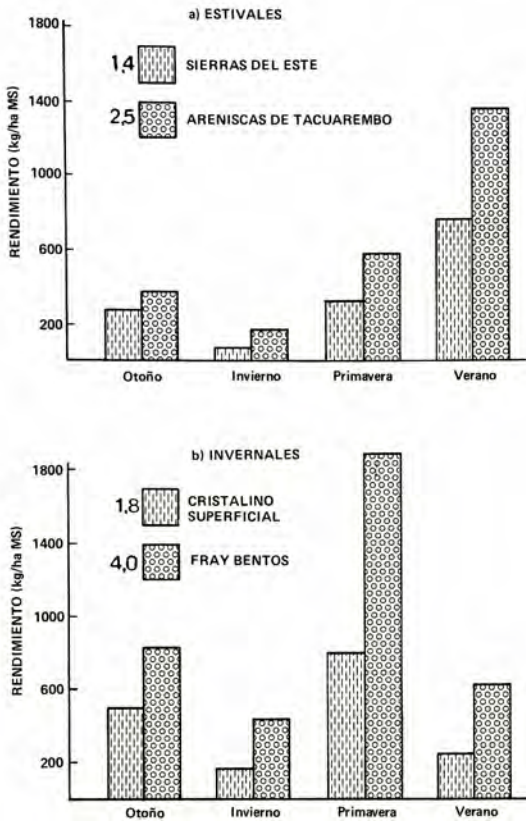 a) ESTIVALES
1800
1400
1000
600
200
RENDIMIENTO (kg/ha MS)
1,4 SIERRAS DEL ESTE
2,5 ARENISCAS DE TACUAREMBO
Otoño Invierno Primavera Verano
b) INVERNALES
1800
1400
1000
600
200
RENDIMIENTO (kg/ha MS)
1,8 CRISTALINO
SUPERFICIAL
4,0 FRAY BENTOS
Otoño Invierno Primavera Verano